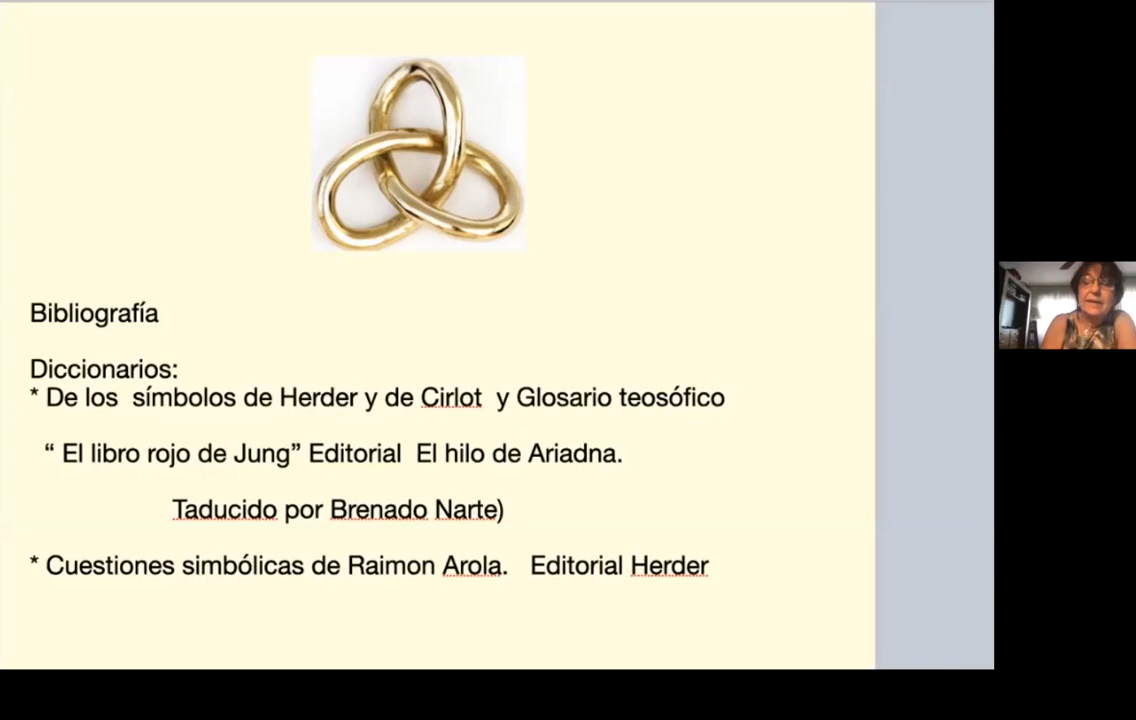 Bibliografía
Diccionarios:
* De los símbolos de Herder y de Cirlot y Glosario teosófico
“ El libro rojo de Jung” Editorial El hilo de Ariadna.
Taducido por Brenado Narte)
* Cuestiones simbólicas de Raimon Arola. Editorial Herder